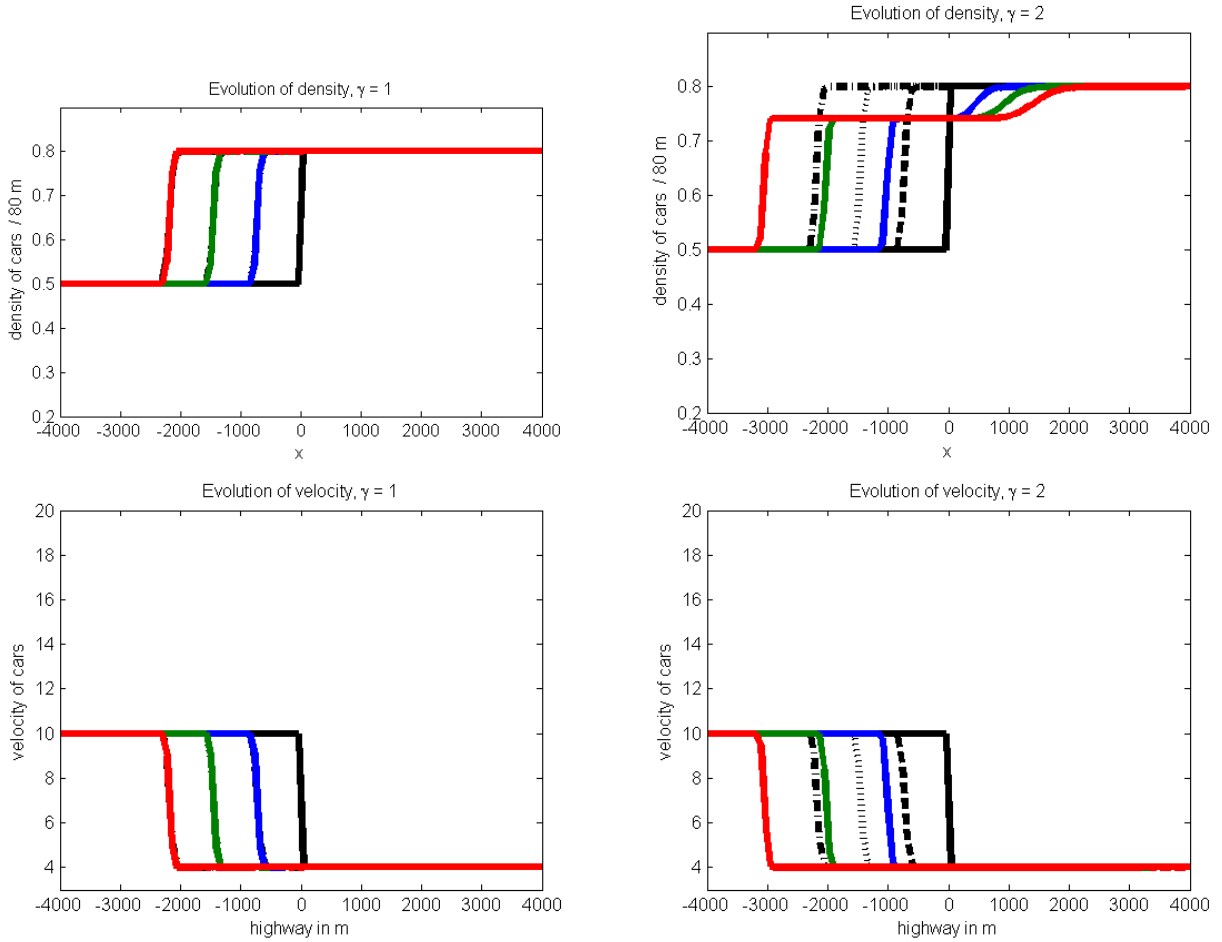 Evolution of density, γ = 1
density of cars / 80 m
0.8
0.7
0.6
0.5
0.4
0.3
0.2
-4000 -3000 -2000 -1000 0 1000 2000 3000 4000
x
Evolution of density, γ = 2
density of cars / 80 m
0.8
0.7
0.6
0.5
0.4
0.3
0.2
-4000 -3000 -2000 -1000 0 1000 2000 3000 4000
x
Evolution of velocity, γ = 1
velocity of cars
20
18
16
14
12
10
8
6
4
-4000 -3000 -2000 -1000 0 1000 2000 3000 4000
highway in m
Evolution of velocity, γ = 2
velocity of cars
20
18
16
14
12
10
8
6
4
-4000 -3000 -2000 -1000 0 1000 2000 3000 4000
highway in m